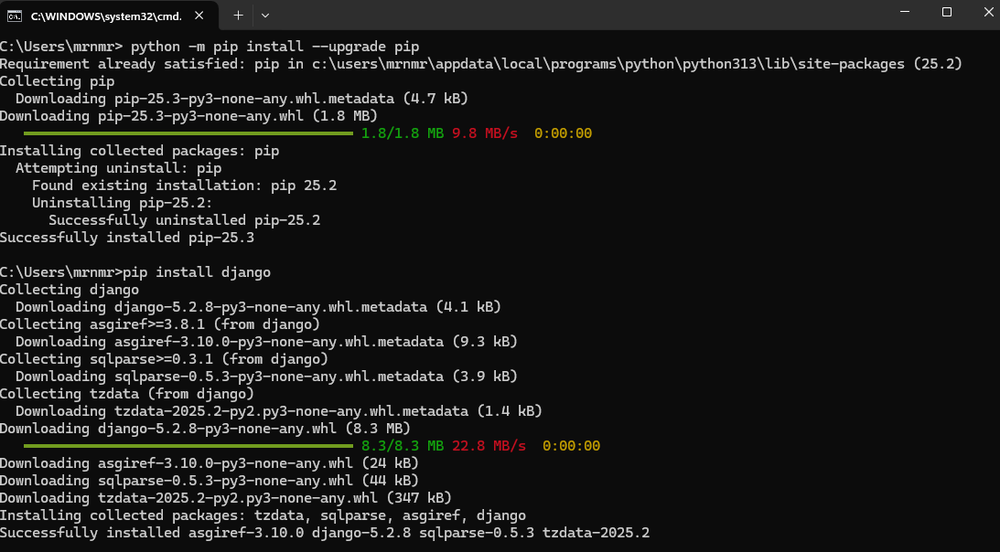 C:\WINDOWS\system32\cmd.
C:\Users\mrnmr> python -m pip install --upgrade pip
Requirement already satisfied: pip in c:\users\mrnmr\appdata\local\programs\python\python313\lib\site-packages (25.2)
Collecting pip
  Downloading pip-25.3-py3-none-any.whl.metadata (4.7 kB)
Downloading pip-25.3-py3-none-any.whl (1.8 MB)
1.8/1.8 MB 9.8 MB/s  0:00:00
Installing collected packages: pip
  Attempting uninstall: pip
    Found existing installation: pip 25.2
    Uninstalling pip-25.2:
      Successfully uninstalled pip-25.2
Successfully installed pip-25.3
C:\Users\mrnmr>pip install django
Collecting django
  Downloading django-5.2.8-py3-none-any.whl.metadata (4.1 kB)
Collecting asgiref>=3.8.1 (from django)
  Downloading asgiref-3.10.0-py3-none-any.whl.metadata (9.3 kB)
Collecting sqlparse>=0.3.1 (from django)
  Downloading sqlparse-0.5.3-py3-none-any.whl.metadata (3.9 kB)
Collecting tzdata (from django)
  Downloading tzdata-2025.2-py2.py3-none-any.whl.metadata (1.4 kB)
Downloading django-5.2.8-py3-none-any.whl (8.3 MB)
8.3/8.3 MB 22.8 MB/s  0:00:00
Downloading asgiref-3.10.0-py3-none-any.whl (24 kB)
Downloading sqlparse-0.5.3-py3-none-any.whl (44 kB)
Downloading tzdata-2025.2-py2.py3-none-any.whl (347 kB)
Installing collected packages: tzdata, sqlparse, asgiref, django
Successfully installed asgiref-3.10.0 django-5.2.8 sqlparse-0.5.3 tzdata-2025.2